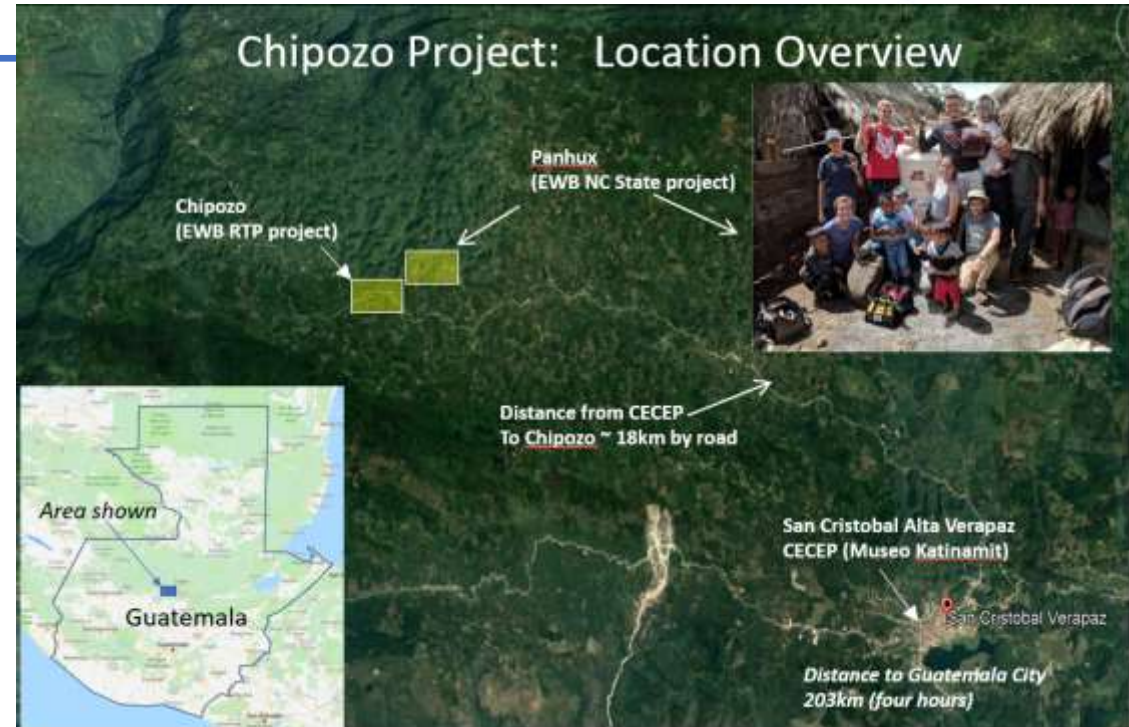 Chipozo Project: Location Overview
Panhux
(EWB NC State project)
Chipozo
(EWB RTP project)
Distance from CECEP
To Chipozo ~ 18km by road
Area shown
Guatemala
San Cristobal Alta Verapaz
CECEP (Museo Katinamit)
San Cristobal Verapaz
Distance to Guatemala City
203km (four hours)